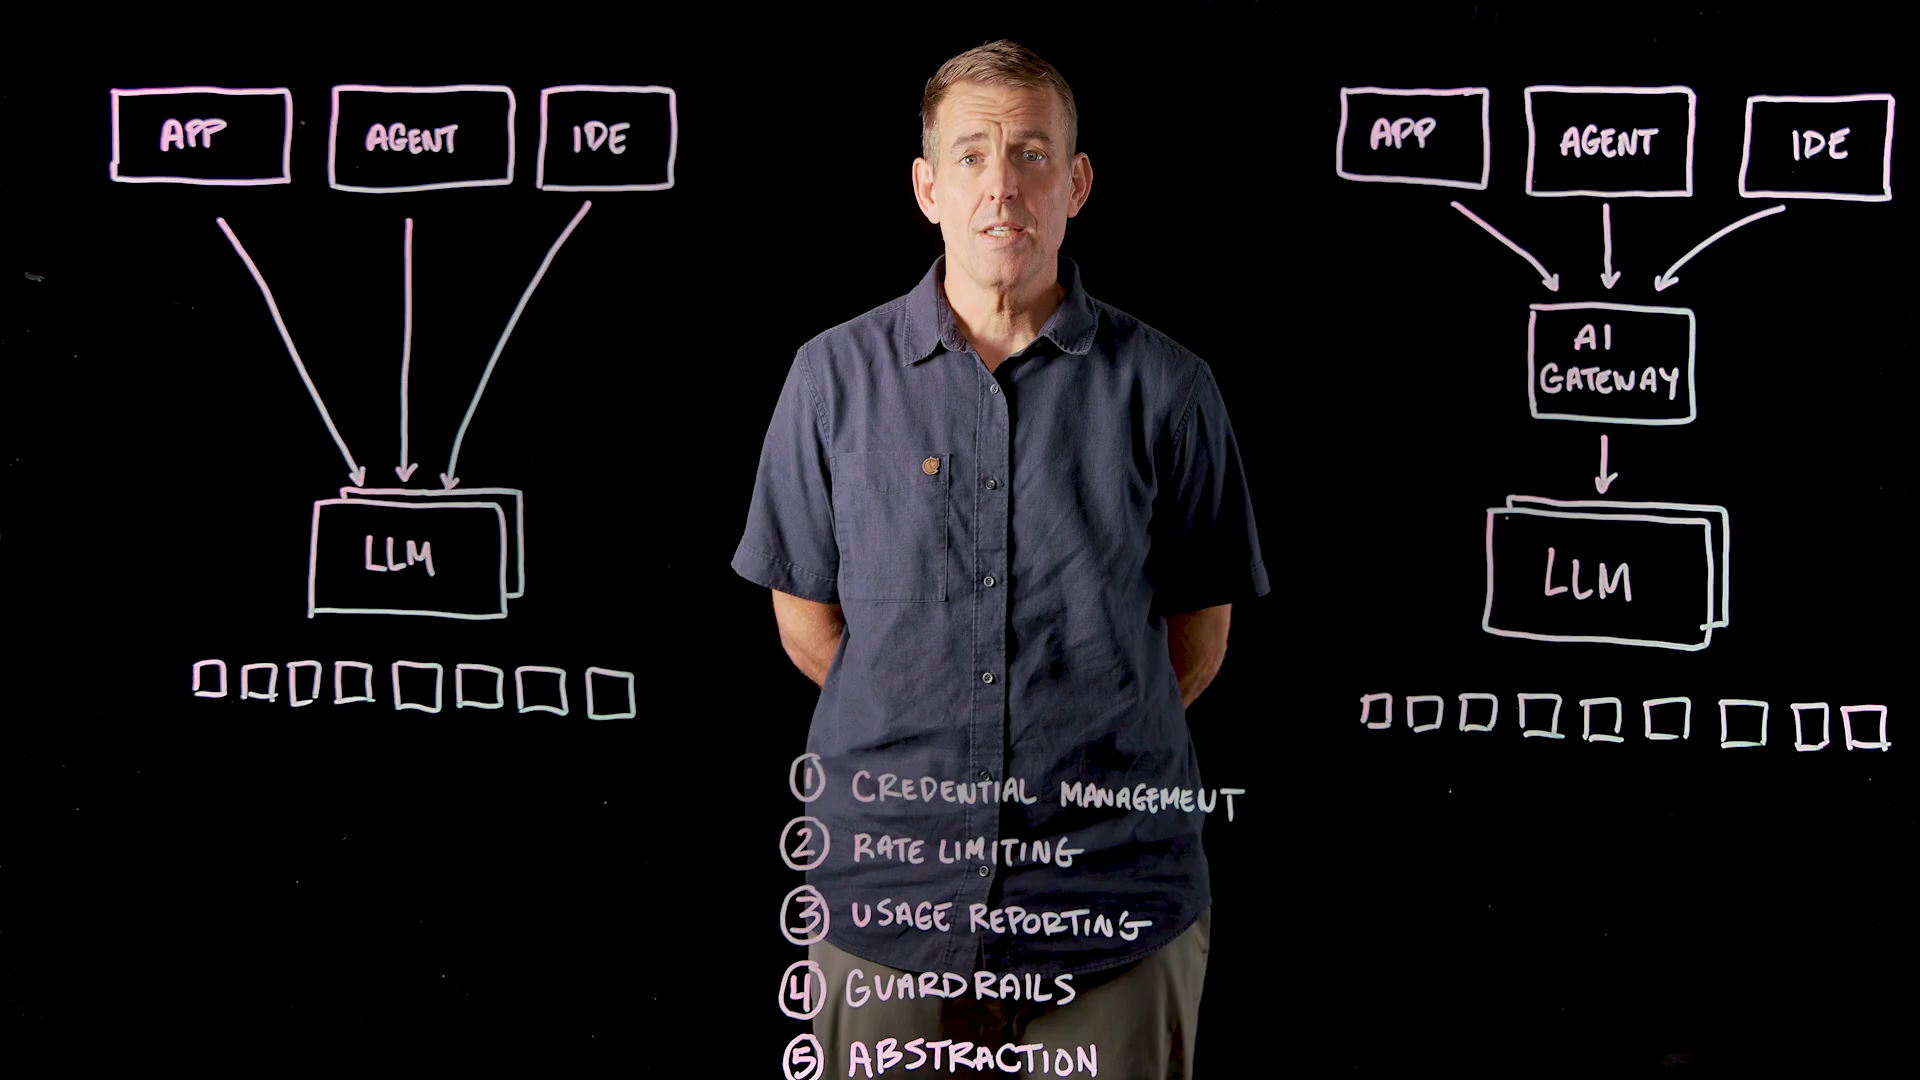 APP
AGENT
IDE
LLM
APP
AGENT
IDE
AI
GATEWAY
LLM
1 CREDENTIAL MANAGEMENT
2 RATE LIMITING
3 USAGE REPORTING
4 GUARDRAILS
5 ABSTRACTION